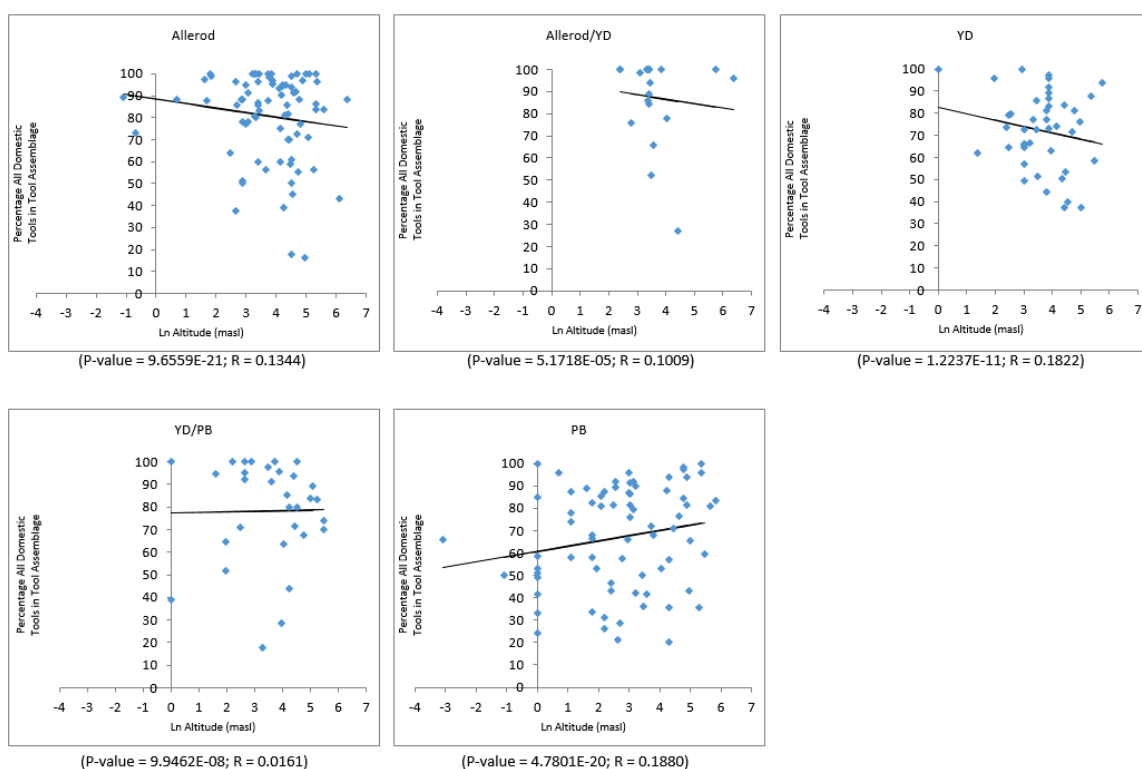 Allerod
Percentage All Domestic
Tools in Tool Assemblage
100
90
80
70
60
50
40
30
20
10
0
-4 -3 -2 -1 0 1 2 3 4 5 6 7
Ln Altitude (masl)
(P-value = 9.6559E-21; R = 0.1344)
Allerod/YD
Percentage All Domestic
Tools in Tool Assemblage
100
90
80
70
60
50
40
30
20
10
0
-4 -3 -2 -1 0 1 2 3 4 5 6 7
Ln Altitude (masl)
(P-value = 5.1718E-05; R = 0.1009)
YD
Percentage All Domestic
Tools in Tool Assemblage
100
90
80
70
60
50
40
30
20
10
0
-4 -3 -2 -1 0 1 2 3 4 5 6 7
Ln Altitude (masl)
(P-value = 1.2237E-11; R = 0.1822)
YD/PB
Percentage All Domestic
Tools in Tool Assemblage
100
90
80
70
60
50
40
30
20
10
0
-4 -3 -2 -1 0 1 2 3 4 5 6 7
Ln Altitude (masl)
(P-value = 9.9462E-08; R = 0.0161)
PB
Percentage All Domestic
Tools in Tool Assemblage
100
90
80
70
60
50
40
30
20
10
0
-4 -3 -2 -1 0 1 2 3 4 5 6 7
Ln Altitude (masl)
(P-value = 4.7801E-20; R = 0.1880)